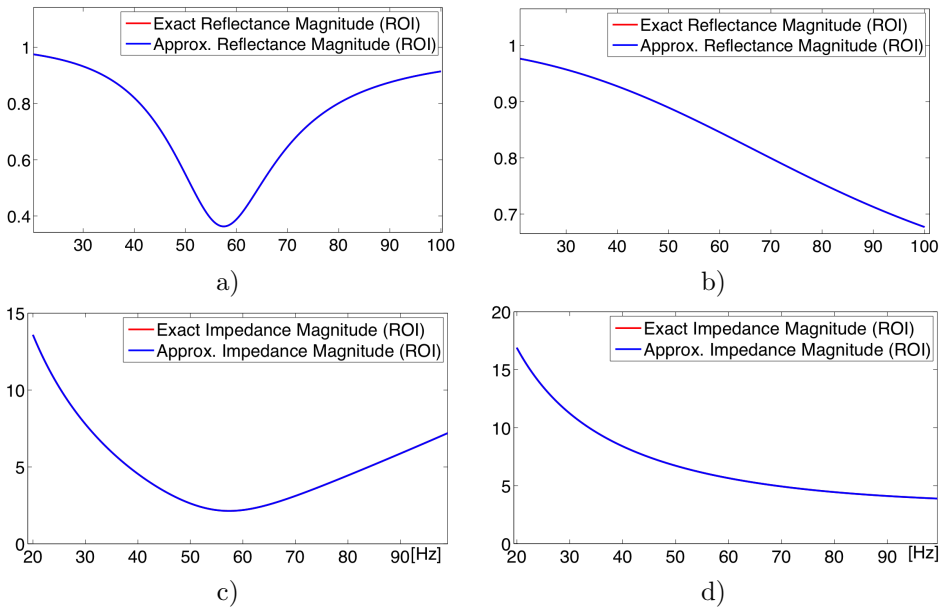 Exact Reflectance Magnitude (ROI)
Approx. Reflectance Magnitude (ROI)
1
0.8
0.6
0.4
30 40 50 60 70 80 90 100
a)
Exact Reflectance Magnitude (ROI)
Approx. Reflectance Magnitude (ROI)
1
0.9
0.8
0.7
30 40 50 60 70 80 90 100
b)
Exact Impedance Magnitude (ROI)
Approx. Impedance Magnitude (ROI)
15
10
5
0
20 30 40 50 60 70 80 90[Hz]
c)
Exact Impedance Magnitude (ROI)
Approx. Impedance Magnitude (ROI)
20
15
10
5
0
20 30 40 50 60 70 80 90 [Hz]
d)